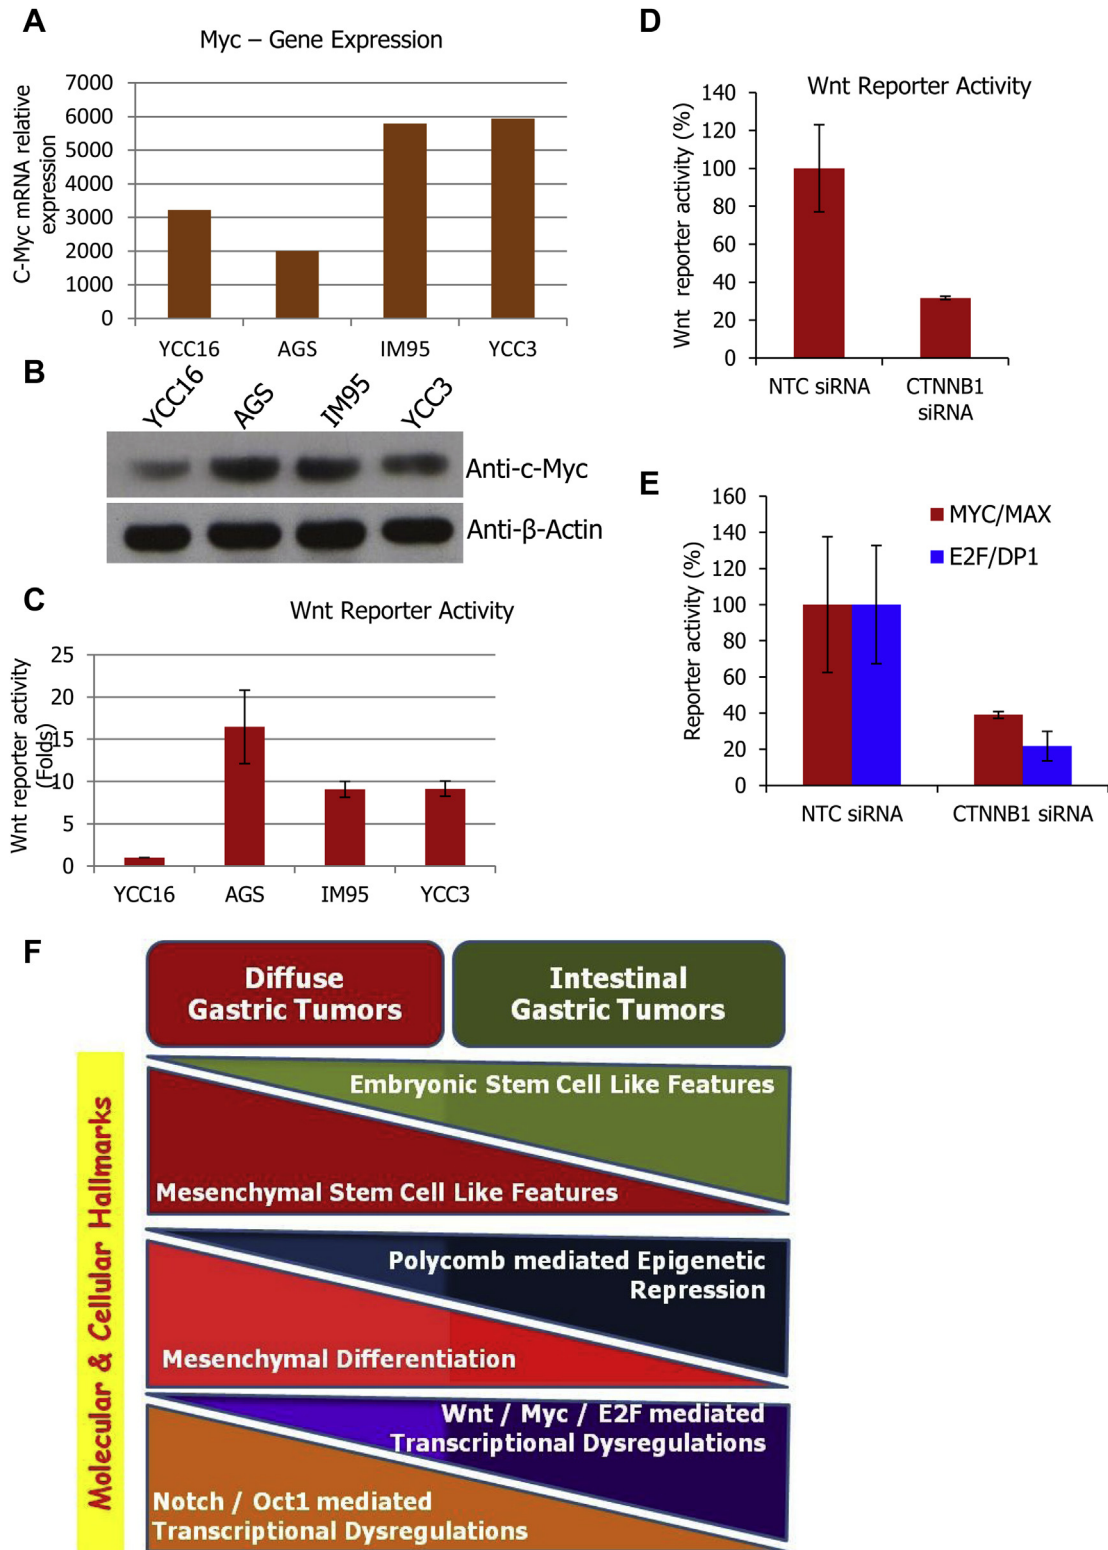 A
Myc – Gene Expression
C-Myc mRNA relative
expression
7000
6000
5000
4000
3000
2000
1000
0
YCC16 AGS IM95 YCC3
B
YCC16 AGS IM95 YCC3
Anti-c-Myc
Anti-β-Actin
C
Wnt Reporter Activity
Wnt reporter activity
(Folds)
25
20
15
10
5
0
YCC16 AGS IM95 YCC3
D
Wnt Reporter Activity
Wnt reporter activity (%)
140
120
100
80
60
40
20
0
NTC siRNA CTNNB1
siRNA
E
Reporter activity (%)
160
140
120
100
80
60
40
20
0
MYC/MAX
E2F/DP1
NTC siRNA CTNNB1 siRNA
F
Diffuse
Gastric Tumors
Intestinal
Gastric Tumors
Molecular & Cellular Hallmarks
Embryonic Stem Cell Like Features
Mesenchymal Stem Cell Like Features
Polycomb mediated Epigenetic
Repression
Mesenchymal Differentiation
Wnt / Myc / E2F mediated
Transcriptional Dysregulations
Notch / Oct1 mediated
Transcriptional Dysregulations